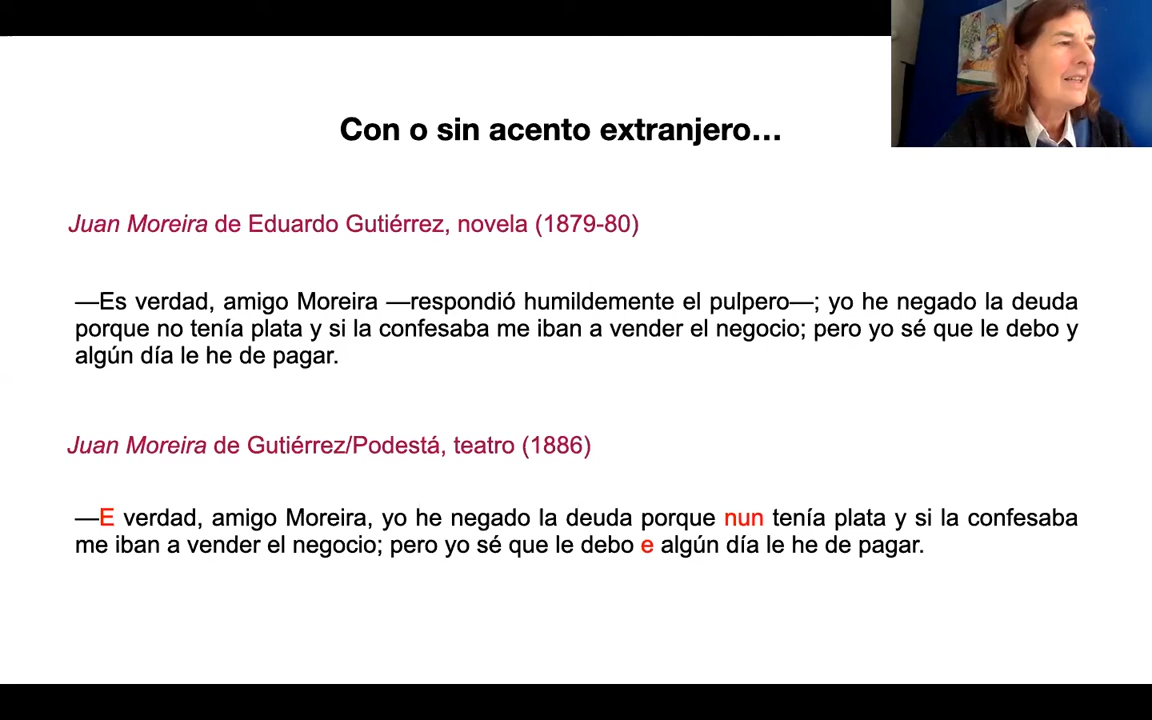 Con o sin acento extranjero…
Juan Moreira de Eduardo Gutiérrez, novela (1879-80)
—Es verdad, amigo Moreira —respondió humildemente el pulpero—; yo he negado la deuda
porque no tenía plata y si la confesaba me iban a vender el negocio; pero yo sé que le debo y
algún día le he de pagar.
Juan Moreira de Gutiérrez/Podestá, teatro (1886)
—E verdad, amigo Moreira, yo he negado la deuda porque nun tenía plata y si la confesaba
me iban a vender el negocio; pero yo sé que le debo e algún día le he de pagar.